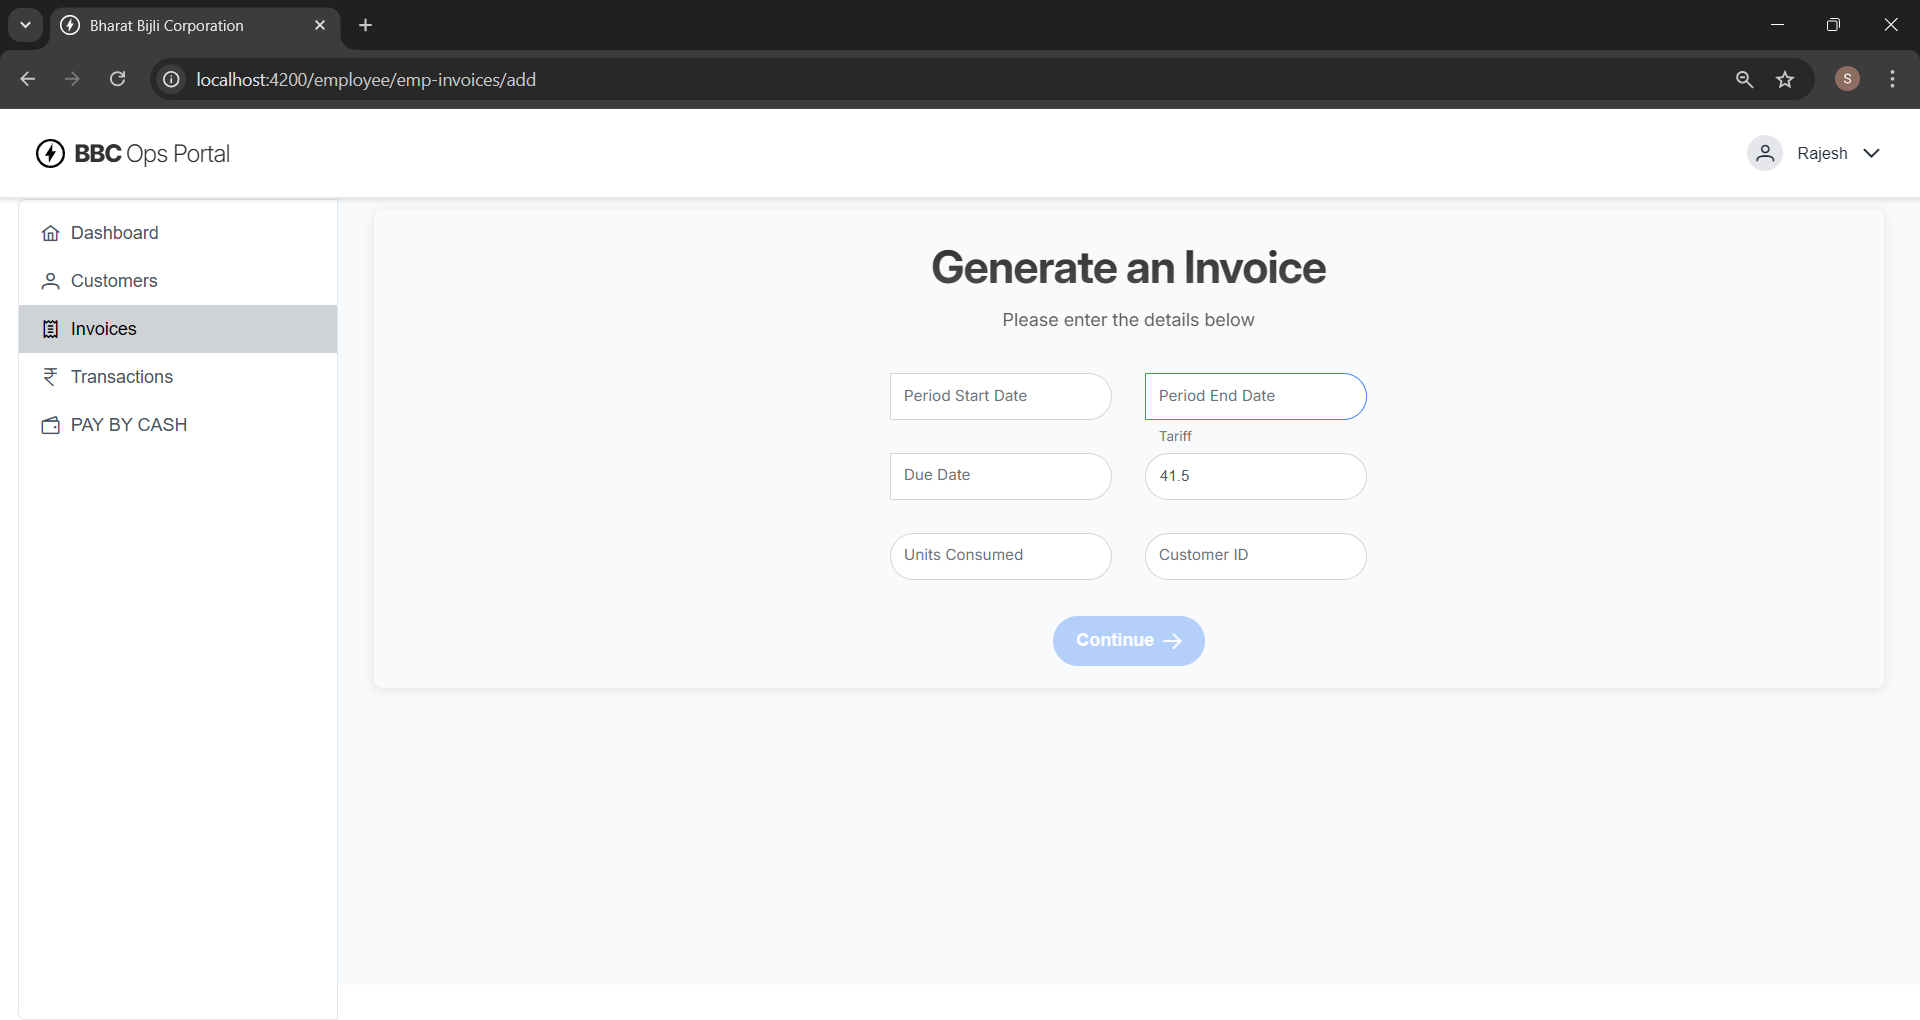 Bharat Bijli Corporation
localhost:4200/employee/emp-invoices/add
S
BBC Ops Portal
Rajesh
Dashboard
Customers
Invoices
Transactions
PAY BY CASH
Generate an Invoice
Please enter the details below
Period Start Date
Period End Date
Tariff
Due Date
41.5
Units Consumed
Customer ID
Continue